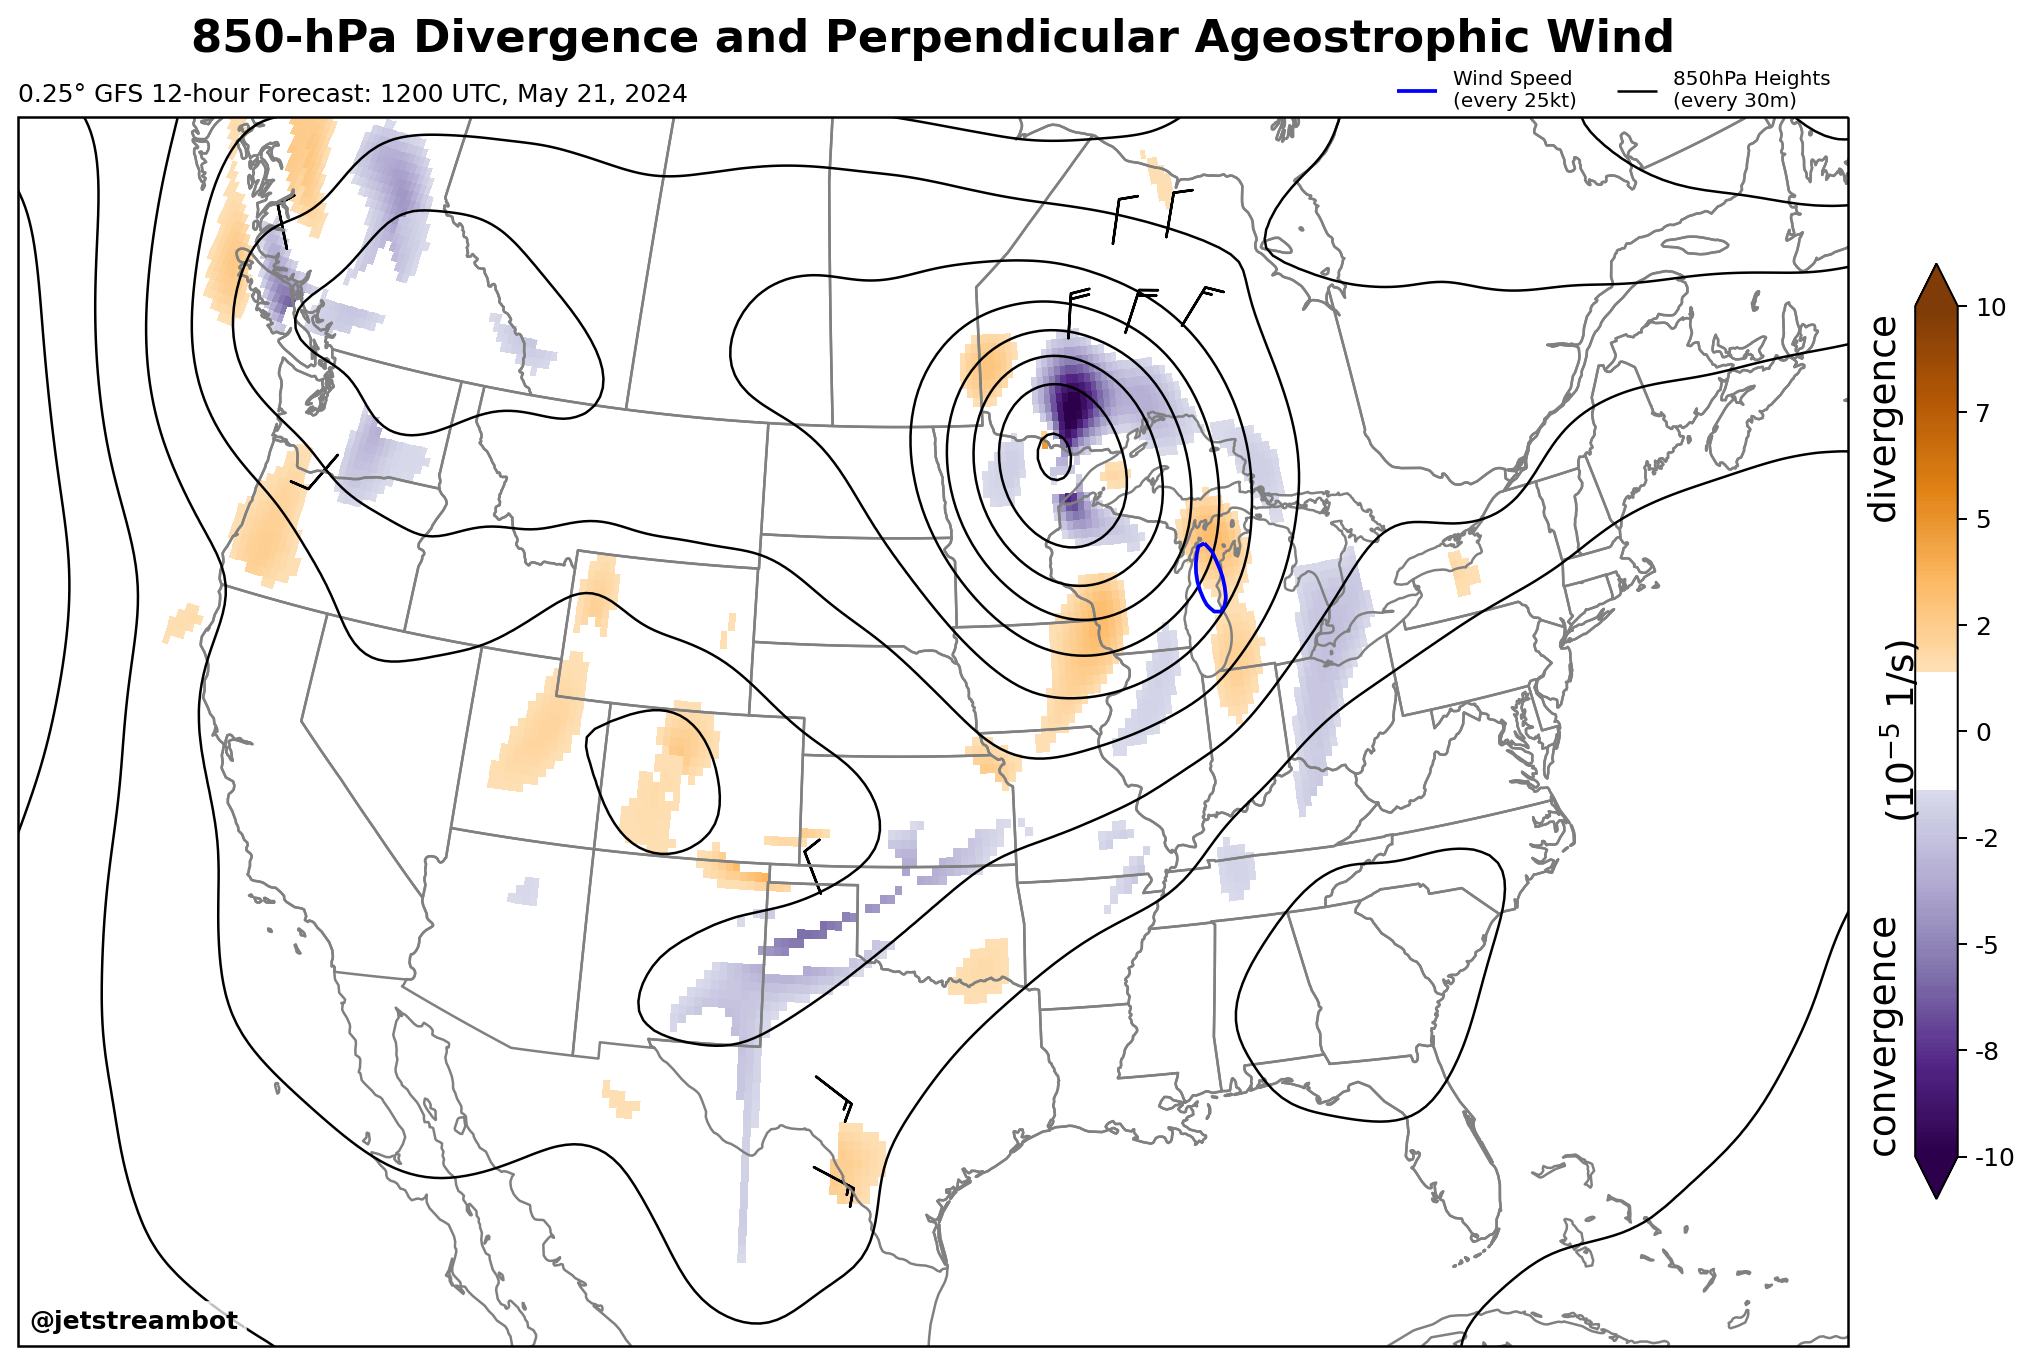 850-hPa Divergence and Perpendicular Ageostrophic Wind
0.25° GFS 12-hour Forecast: 1200 UTC, May 21, 2024
Wind Speed
(every 25kt)
850hPa Heights
(every 30m)
divergence
(10⁻⁵ 1/s)
convergence
10
7
5
2
0
-2
-5
-8
-10
@jetstreambot